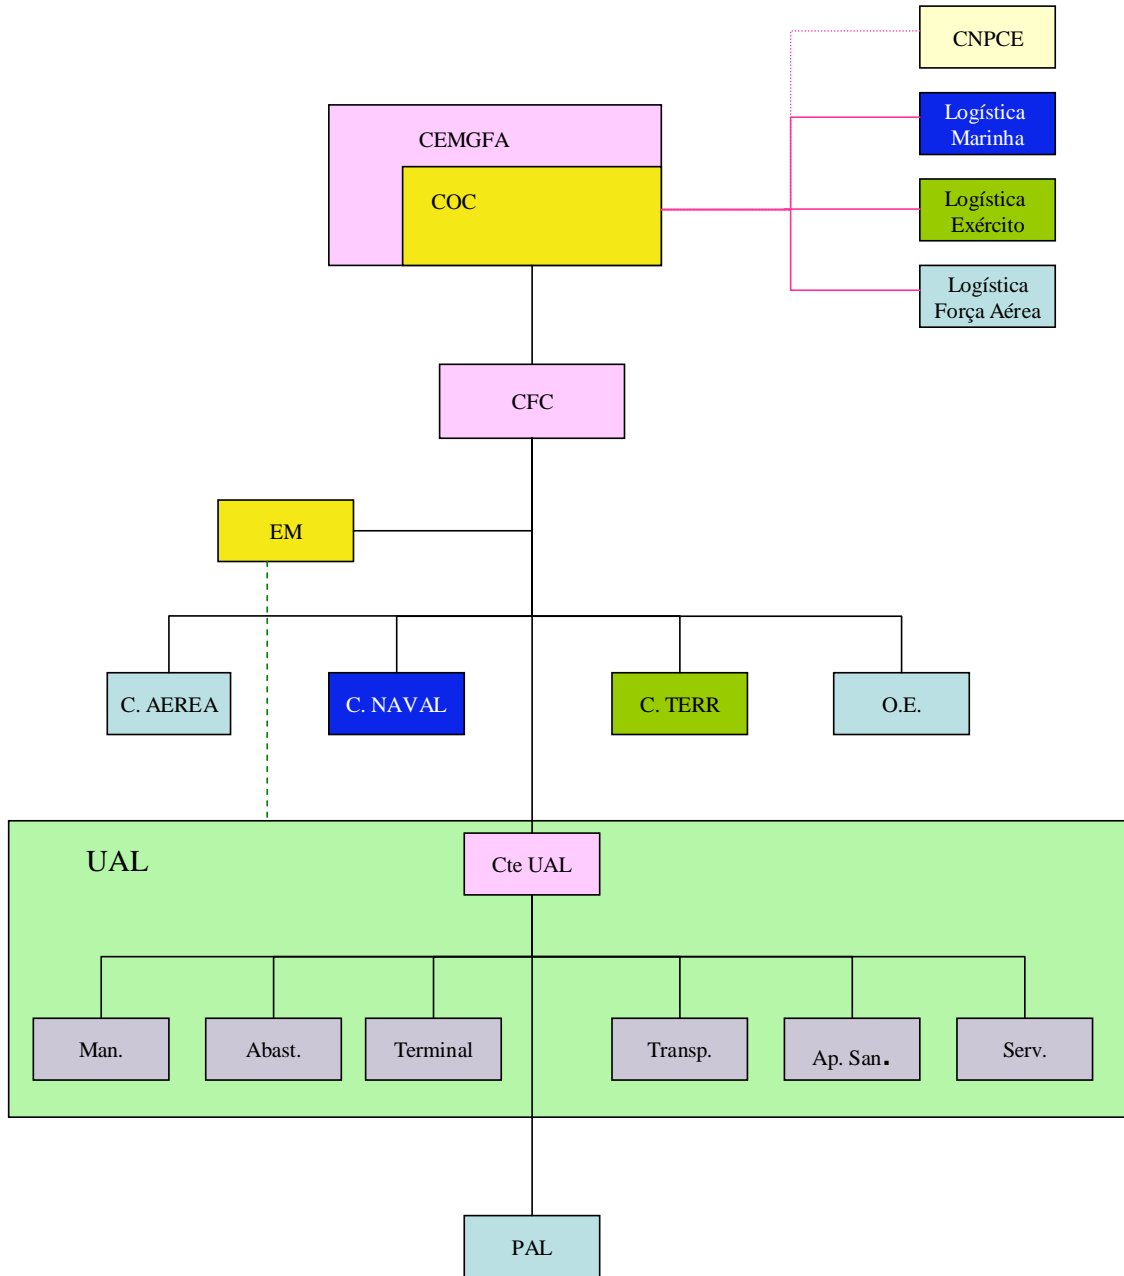 CNPCE
Logística
Marinha
CEMGFA
COC
Logística
Exército
Logística
Força Aérea
CFC
EM
C. AEREA
C. NAVAL
C. TERR
O.E.
UAL
Cte UAL
Man.
Abast.
Terminal
Transp.
Ap. San.
Serv.
PAL